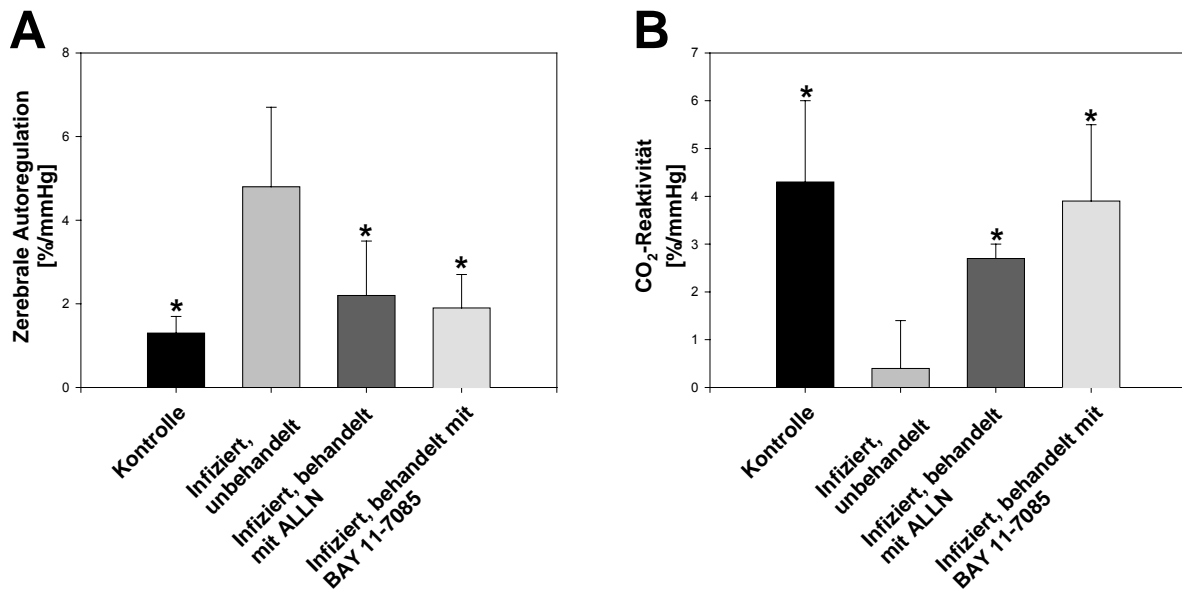 A
Zerebrale Autoregulation
[%/mmHg]
8
6
4
2
0
*
*
*
Kontrolle
Infiziert,
unbehandelt
Infiziert, behandelt
mit ALLN
Infiziert, behandelt mit
BAY 11-7085
B
CO₂-Reaktivität
[%/mmHg]
7
6
5
4
3
2
1
0
*
*
*
Kontrolle
Infiziert,
unbehandelt
Infiziert, behandelt
mit ALLN
Infiziert, behandelt mit
BAY 11-7085